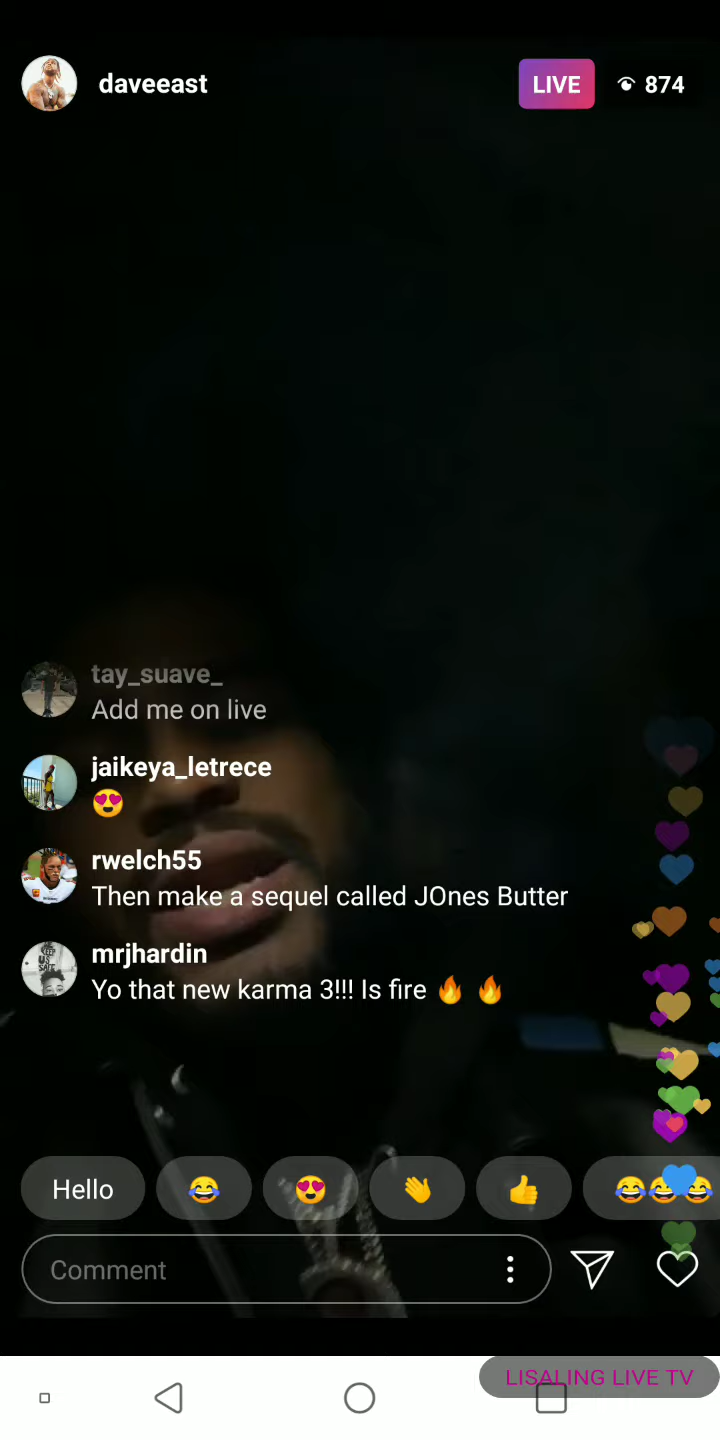 daveeast
LIVE
874
tay_suave_
Add me on live
jaikeya_letrece
😍
rwelch55
Then make a sequel called JOnes Butter
mrjhardin
Yo that new karma 3!!! Is fire 🔥 🔥
Hello 😂 😍 👋 👍 😂😂😂
Comment
LISALING LIVE TV